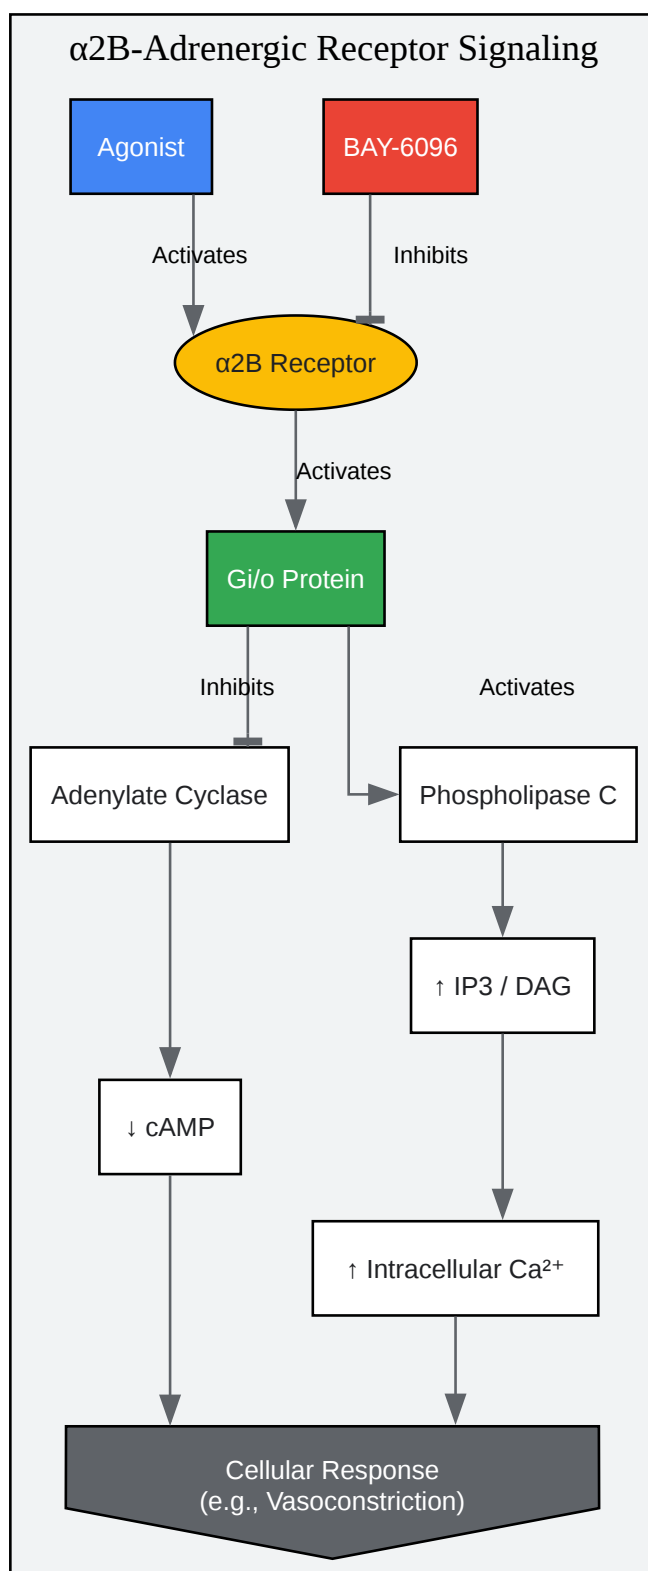 α2B-Adrenergic Receptor Signaling
Agonist
BAY-6096
Activates
Inhibits
α2B Receptor
Activates
Gi/o Protein
Inhibits
Activates
Adenylate Cyclase
Phospholipase C
↑ IP3 / DAG
↓ cAMP
↑ Intracellular Ca²⁺
Cellular Response
(e.g., Vasoconstriction)